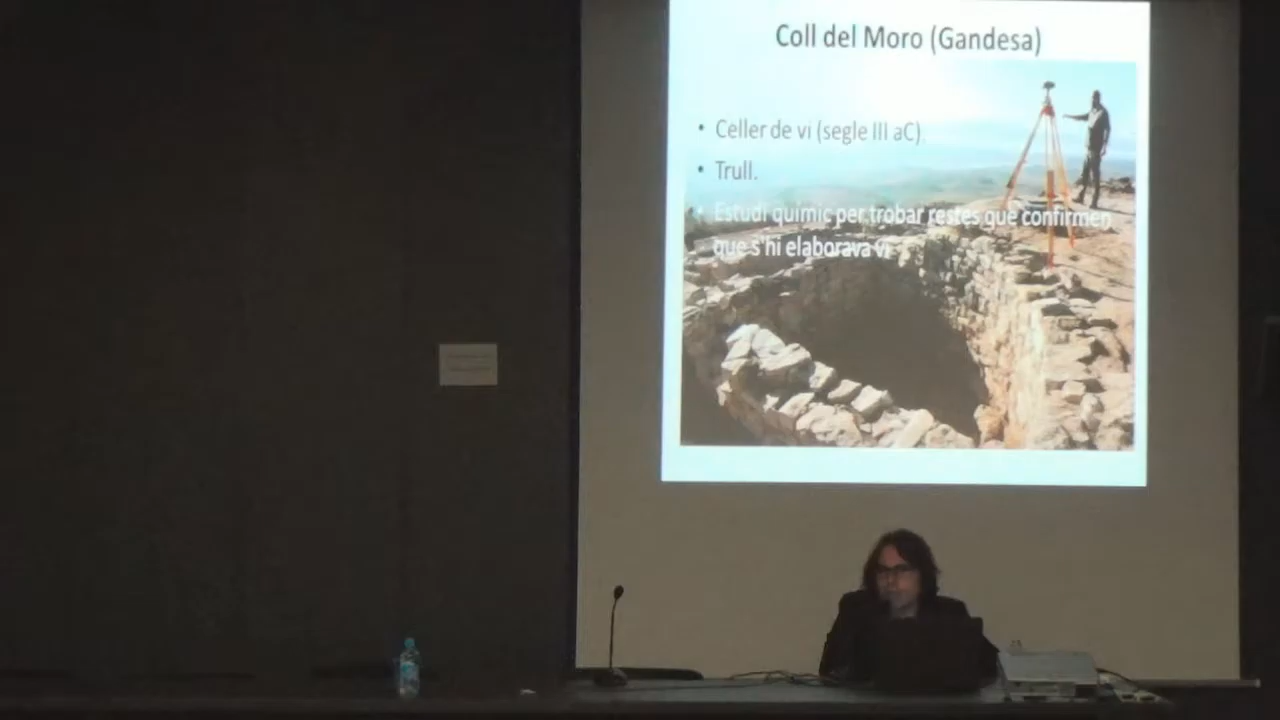 Coll del Moro (Gandesa)
• Celler de vi (segle III aC).
• Trull.
• Estudi químic per trobar restes que confirmen
que s'hi elaborava vi